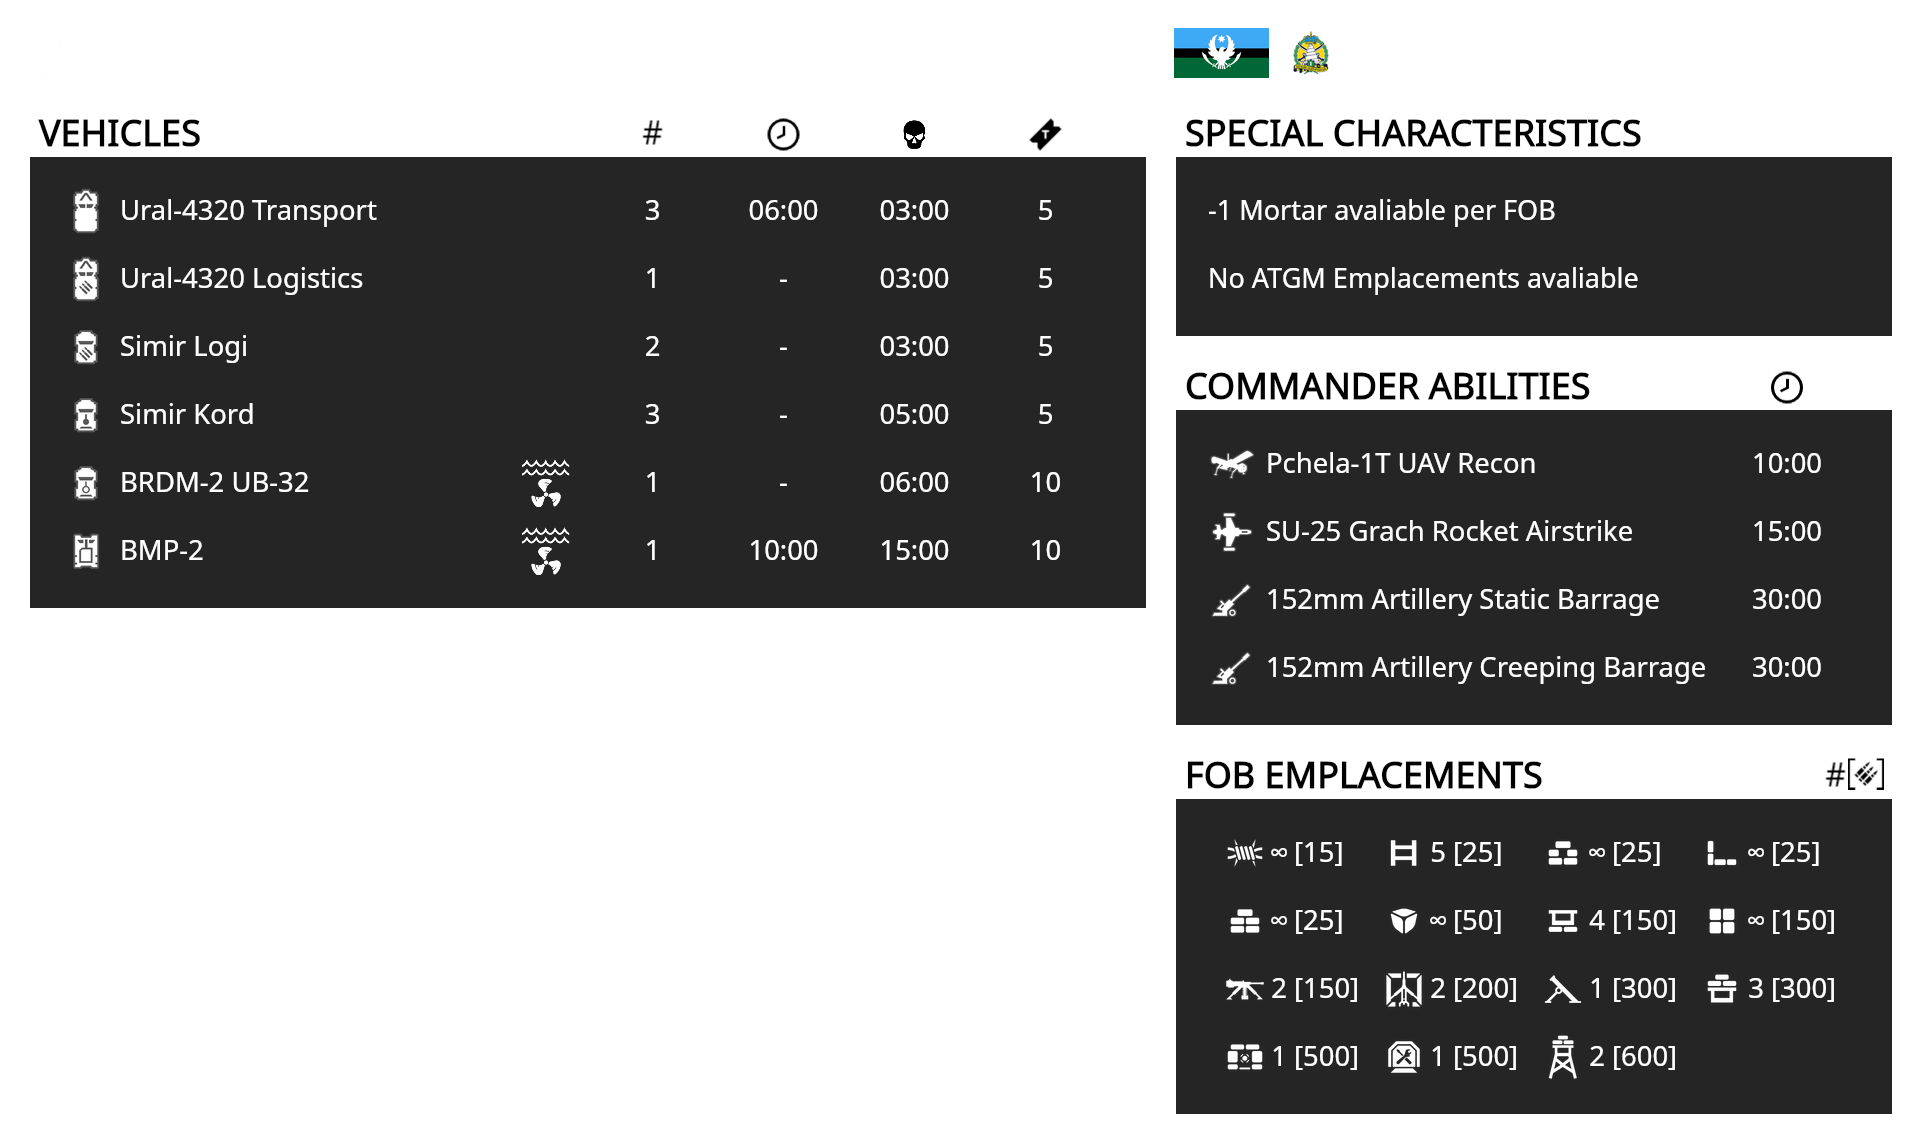 VEHICLES #
Ural-4320 Transport 3 06:00 03:00 5
Ural-4320 Logistics 1 - 03:00 5
Simir Logi 2 - 03:00 5
Simir Kord 3 - 05:00 5
BRDM-2 UB-32 1 - 06:00 10
BMP-2 1 10:00 15:00 10
SPECIAL CHARACTERISTICS
-1 Mortar avaliable per FOB
No ATGM Emplacements avaliable
COMMANDER ABILITIES
Pchela-1T UAV Recon 10:00
SU-25 Grach Rocket Airstrike 15:00
152mm Artillery Static Barrage 30:00
152mm Artillery Creeping Barrage 30:00
FOB EMPLACEMENTS #[]
∞ [15] 5 [25] ∞ [25] ∞ [25]
∞ [25] ∞ [50] 4 [150] ∞ [150]
2 [150] 2 [200] 1 [300] 3 [300]
1 [500] 1 [500] 2 [600]